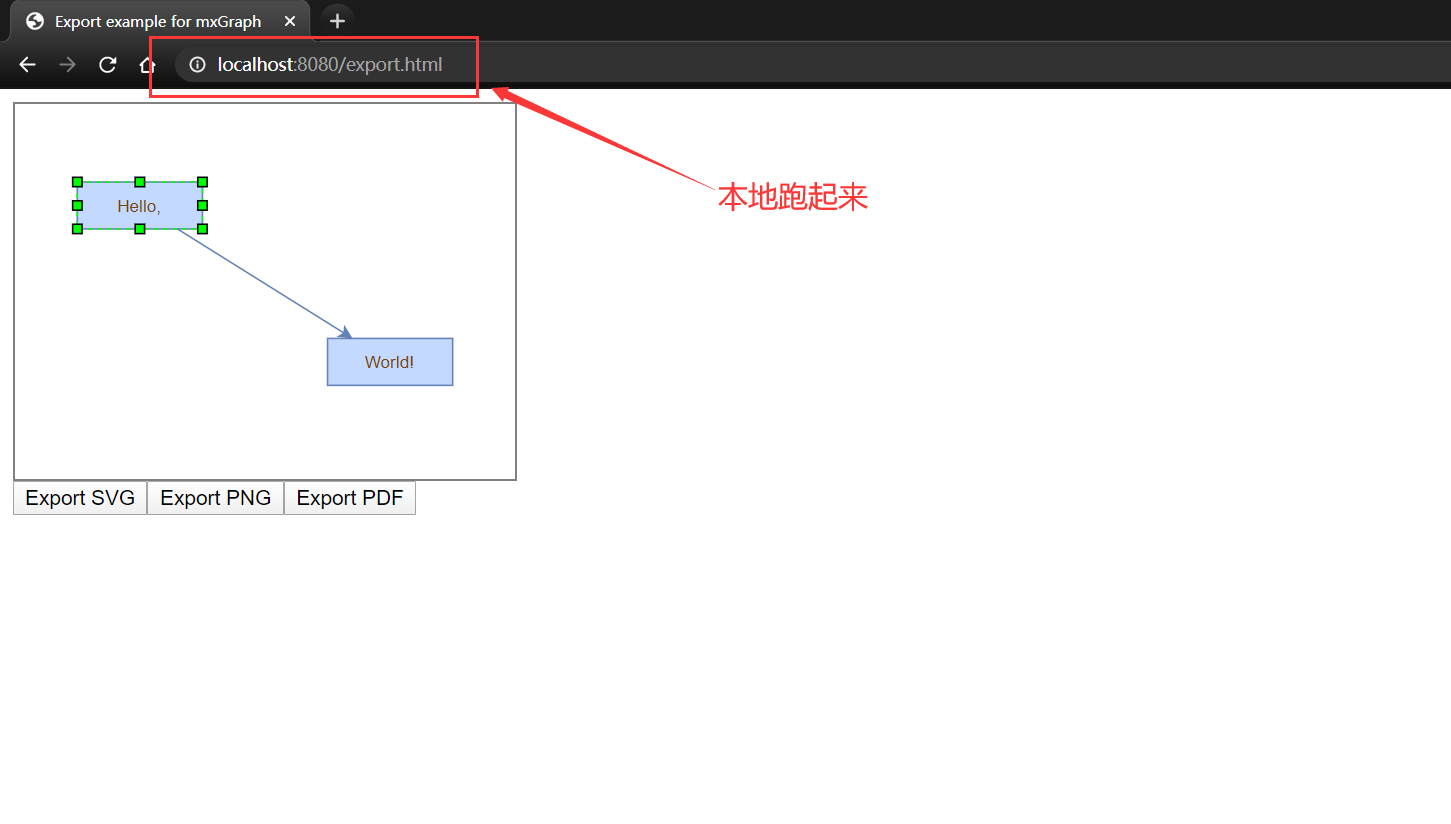 Export example for mxGraph
localhost:8080/export.html
本地跑起来
Hello,
World!
Export SVG Export PNG Export PDF